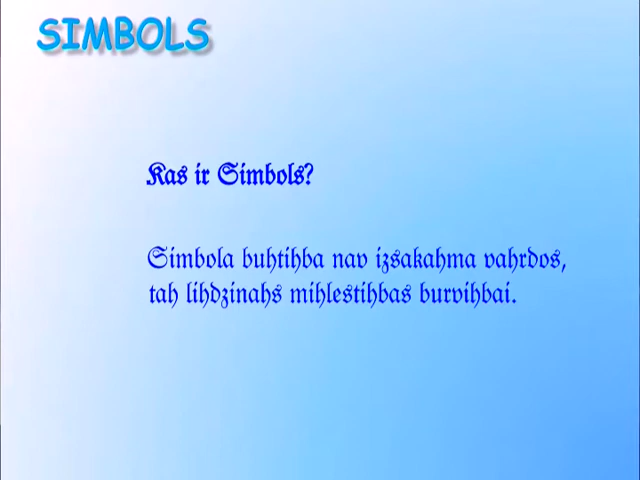 SIMBOLS
Kas ir Simbols?
Simbola buhtihba nav izsakahma vahrdos,
tah lihdzinahs mihlestihbas burvihbai.